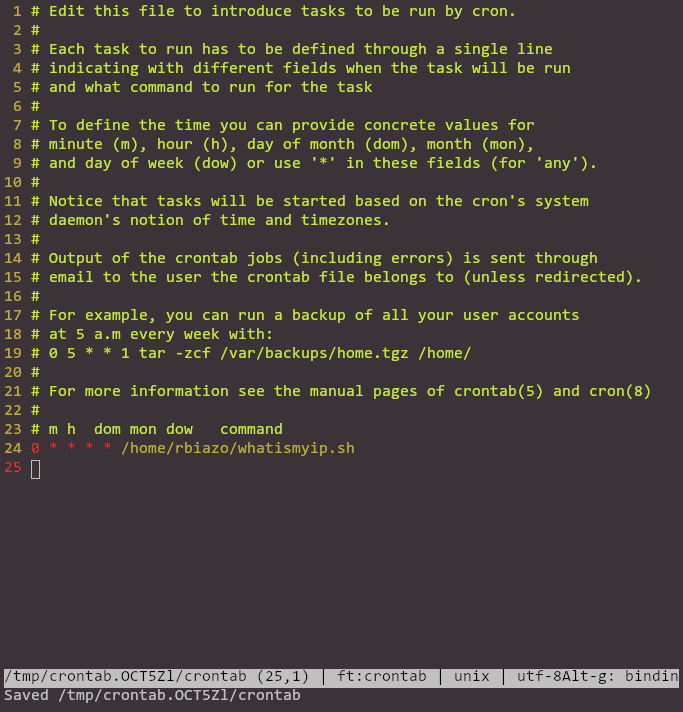 1 # Edit this file to introduce tasks to be run by cron.
2 #
3 # Each task to run has to be defined through a single line
4 # indicating with different fields when the task will be run
5 # and what command to run for the task
6 #
7 # To define the time you can provide concrete values for
8 # minute (m), hour (h), day of month (dom), month (mon),
9 # and day of week (dow) or use '*' in these fields (for 'any').
10 #
11 # Notice that tasks will be started based on the cron's system
12 # daemon's notion of time and timezones.
13 #
14 # Output of the crontab jobs (including errors) is sent through
15 # email to the user the crontab file belongs to (unless redirected).
16 #
17 # For example, you can run a backup of all your user accounts
18 # at 5 a.m every week with:
19 # 0 5 * * 1 tar -zcf /var/backups/home.tgz /home/
20 #
21 # For more information see the manual pages of crontab(5) and cron(8)
22 #
23 # m h  dom mon dow   command
24 0 * * * * /home/rbiazo/whatismyip.sh
25
/tmp/crontab.OCT5Zl/crontab (25,1) | ft:crontab | unix | utf-8Alt-g: bindin
Saved /tmp/crontab.OCT5Zl/crontab